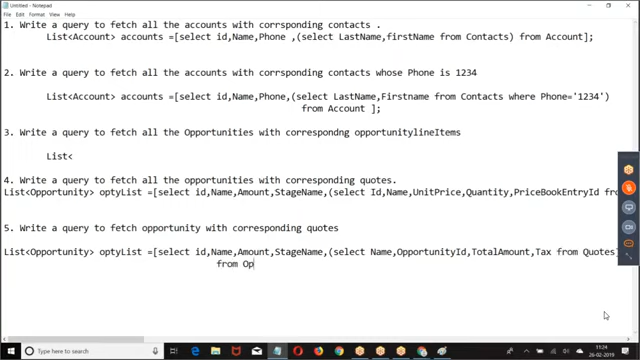 Untitled - Notepad
File Edit Format View Help
1. Write a query to fetch all the accounts with corrsponding contacts .
List<Account> accounts =[select id,Name,Phone ,(select LastName,firstName from Contacts) from Account];
2. Write a query to fetch all the accounts with corrsponding contacts whose Phone is 1234
List<Account> accounts =[select id,Name,Phone,(select LastName,Firstname from Contacts where Phone='1234')
from Account ];
3. Write a query to fetch all the Opportunities with correspondng opportunitylineItems
List<
4. Write a query to fetch all the opportunities with corresponding quotes.
List<Opportunity> optyList =[select id,Name,Amount,StageName,(select Id,Name,UnitPrice,Quantity,PriceBookEntryId fro
5. Write a query to fetch opportunity with corresponding quotes
List<Opportunity> optyList =[select id,Name,Amount,StageName,(select Name,OpportunityId,TotalAmount,Tax from Quotes)
from Op
Type here to search
11:24
26-02-2019